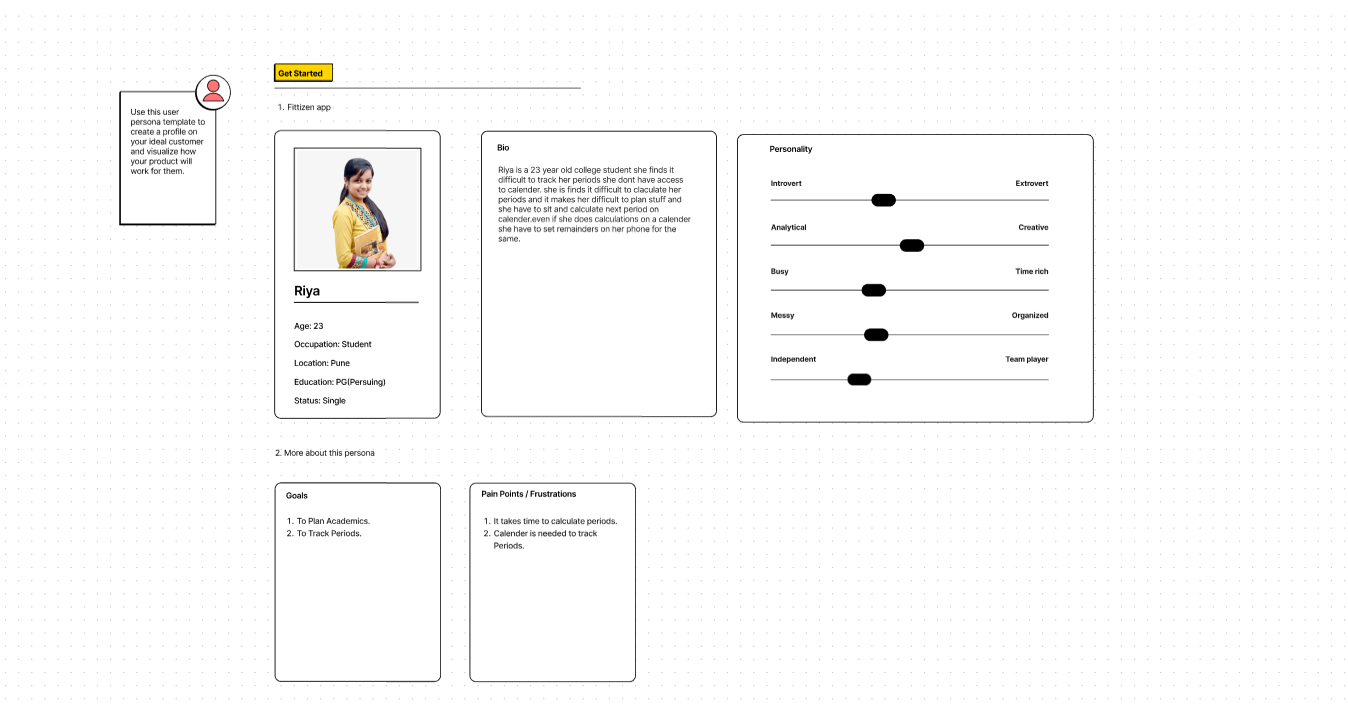 Get Started
Use this user
persona template to
create a profile on
your ideal customer
and visualize how
your product will
work for them.
1. Fittizen app
Riya
Age: 23
Occupation: Student
Location: Pune
Education: PG(Persuing)
Status: Single
Bio
Riya is a 23 year old college student she finds it
difficult to track her periods she dont have access
to calender. she is finds it difficult to claculate her
periods and it makes her difficult to plan stuff and
she have to sit and calculate next period on
calender.even if she does calculations on a calender
she have to set remainders on her phone for the
same.
Personality
Introvert Extrovert
Analytical Creative
Busy Time rich
Messy Organized
Independent Team player
2. More about this persona
Goals
1. To Plan Academics.
2. To Track Periods.
Pain Points / Frustrations
1. It takes time to calculate periods.
2. Calender is needed to track
Periods.